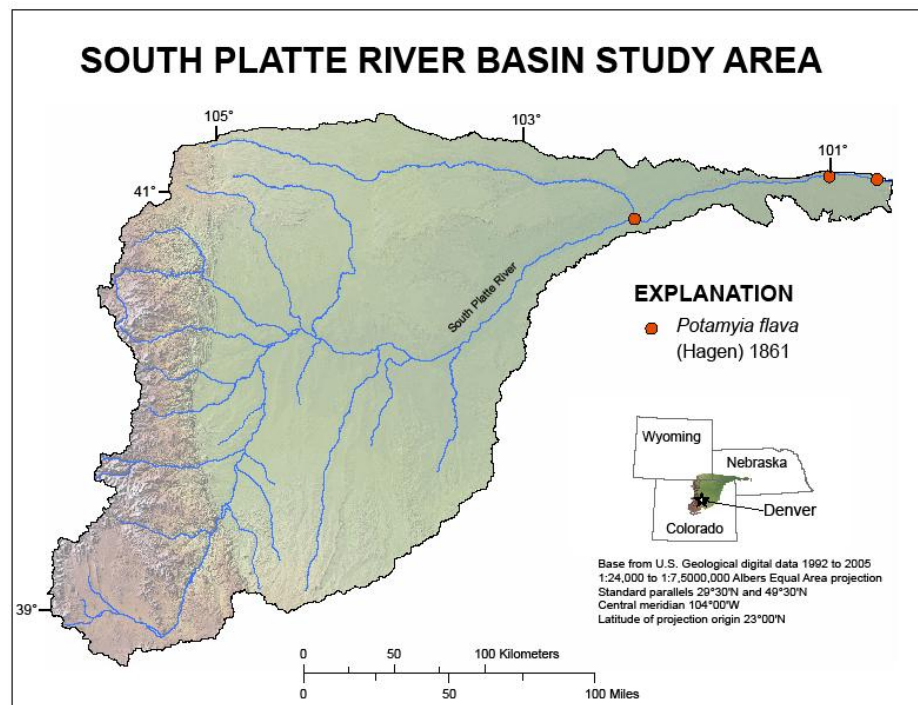 SOUTH PLATTE RIVER BASIN STUDY AREA
105°
103°
101°
41°
South Platte River
EXPLANATION
Potamyia flava
(Hagen) 1861
Wyoming
Nebraska
Denver
Colorado
Base from U.S. Geological digital data 1992 to 2005
1:24,000 to 1:7,5000,000 Albers Equal Area projection
Standard parallels 29°30'N and 49°30'N
Central meridian 104°00'W
Latitude of projection origin 23°00'N
39°
0 50 100 Kilometers
0 50 100 Miles